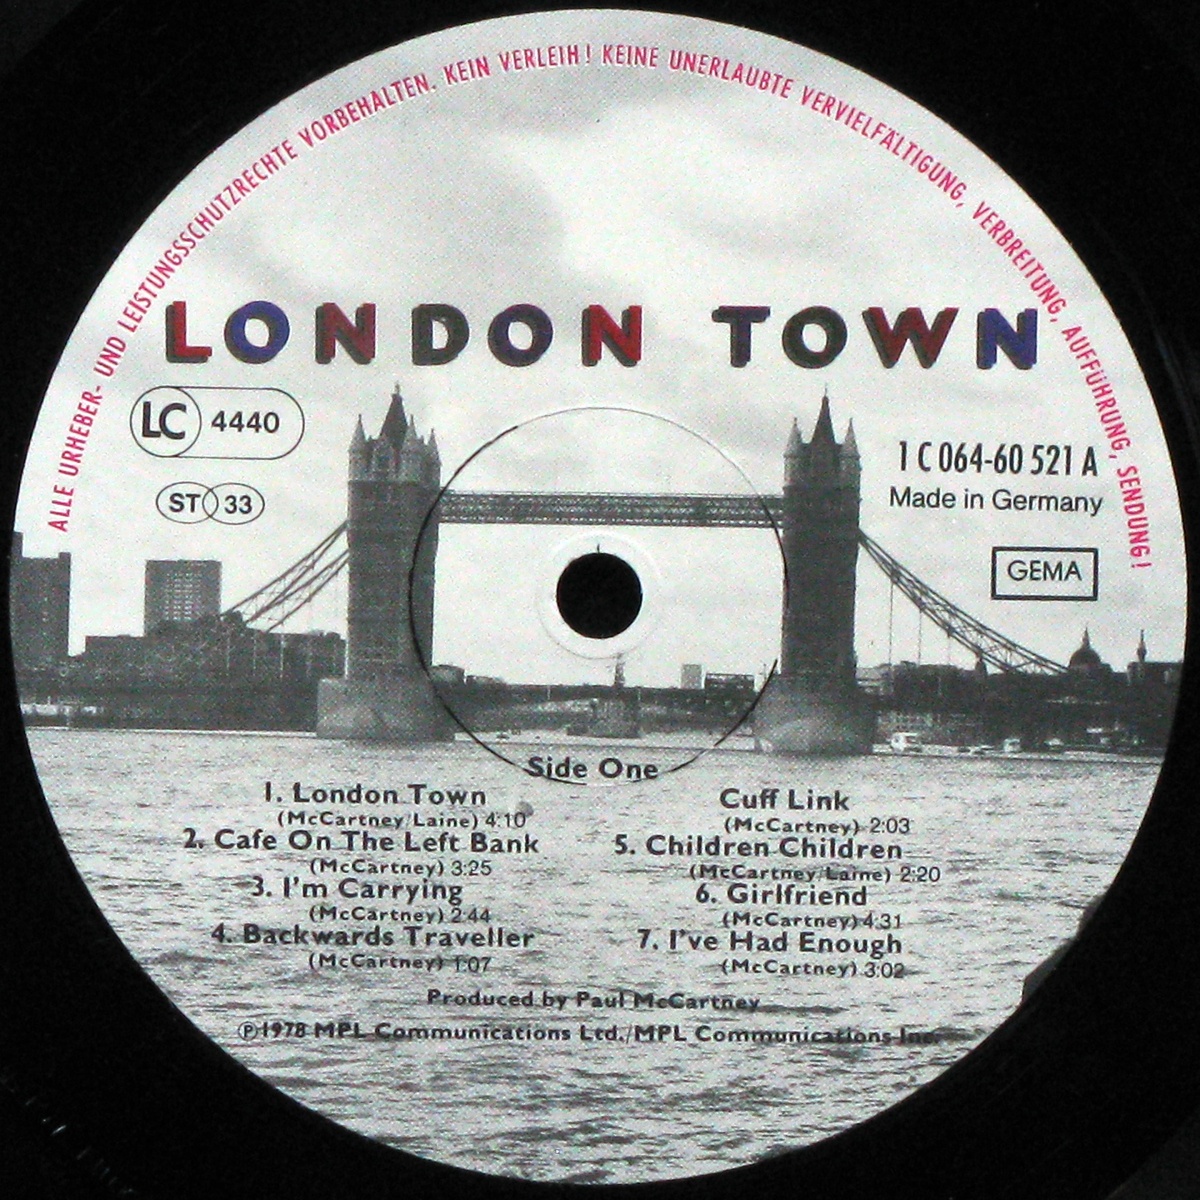 ALLE URHEBER- UND LEISTUNGSSCHUTZRECHTE VORBEHALTEN. KEIN VERLEIH! KEINE UNERLAUBTE VERVIELFÄLTIGUNG, VERBREITUNG, AUFFÜHRUNG, SENDUNG!
LONDON TOWN
LC 4440
ST 33
1 C 064-60 521 A
Made in Germany
GEMA
Side One
1. London Town
(McCartney/Laine) 4:10
2. Cafe On The Left Bank
(McCartney) 3:25
3. I'm Carrying
(McCartney) 2:44
4. Backwards Traveller
(McCartney) 1:07
Cuff Link
(McCartney) 2:03
5. Children Children
(McCartney/Laine) 2:20
6. Girlfriend
(McCartney) 4:31
7. I've Had Enough
(McCartney) 3:02
Produced by Paul McCartney
℗1978 MPL Communications Ltd./MPL Communications Inc.